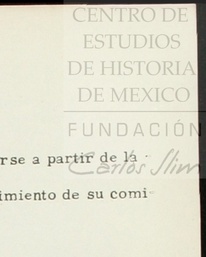 CENTRO DE
ESTUDIOS
DE HISTORIA
DE MEXICO
FUNDACIÓN
Carlos Slim
rse a partir de la
imiento de su comi-